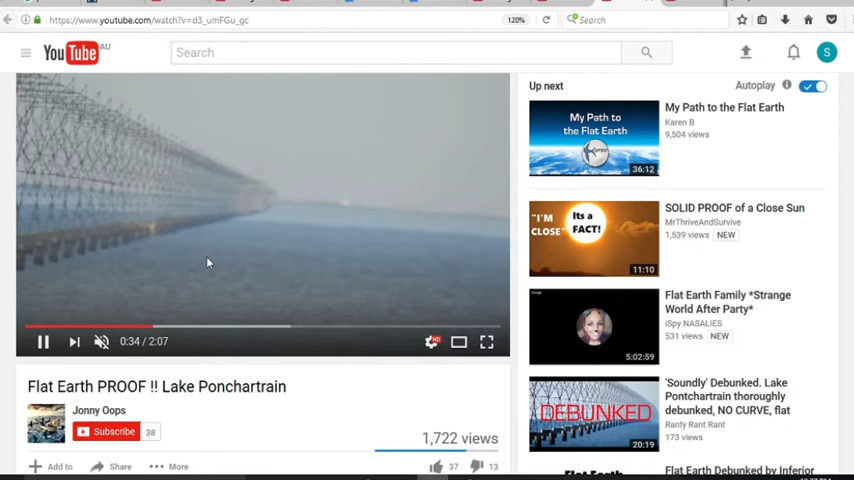 https://www.youtube.com/watch?v=d3_umFGu_gc
120%
Search
YouTube AU
Search
S
Up next
Autoplay
My Path to the Flat Earth
36:12
My Path to the Flat Earth
Karen B
9,504 views
"I'M CLOSE"
Its a FACT!
11:10
SOLID PROOF of a Close Sun
MrThriveAndSurvive
1,539 views NEW
5:02:59
Flat Earth Family *Strange
World After Party*
iSpy NASALIES
531 views NEW
DEBUNKED
20:19
'Soundly' Debunked. Lake
Pontchartrain thoroughly
debunked, NO CURVE, flat
Ranty Rant Rant
173 views
Flat Earth
Flat Earth Debunked by Inferior
0:34 / 2:07
HD
Flat Earth PROOF !! Lake Ponchartrain
Jonny Oops
Subscribe 38
1,722 views
Add to Share More
37 13